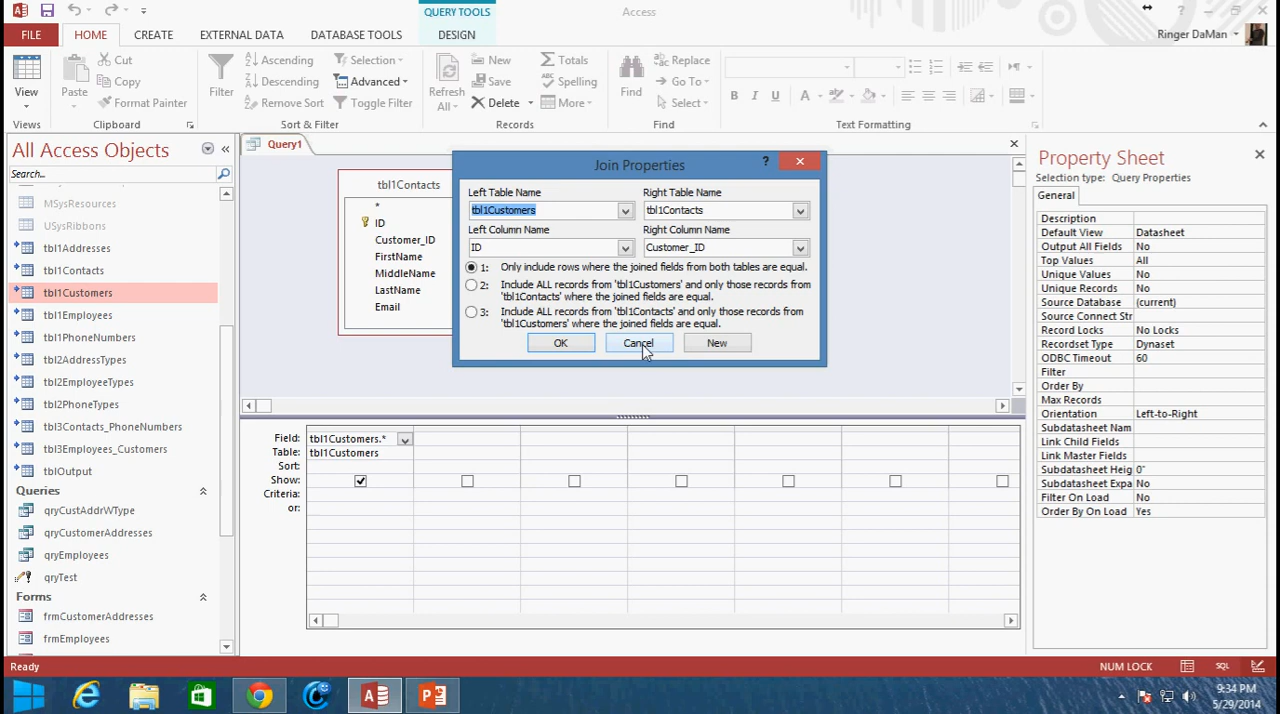 QUERY TOOLS
Access
?
FILE
HOME
CREATE
EXTERNAL DATA
DATABASE TOOLS
DESIGN
Ringer DaMan
View
Views
Paste
Cut
Copy
Format Painter
Clipboard
Filter
Ascending
Descending
Remove Sort
Selection
Advanced
Toggle Filter
Sort & Filter
Refresh
All
New
Save
Delete
Totals
Spelling
More
Records
Find
Replace
Go To
Select
Find
B I U A
Text Formatting
All Access Objects
Search...
MSysResources
USysRibbons
tbl1Addresses
tbl1Contacts
tbl1Customers
tbl1Employees
tbl1PhoneNumbers
tbl2AddressTypes
tbl2EmployeeTypes
tbl2PhoneTypes
tbl3Contacts_PhoneNumbers
tbl3Employees_Customers
tblOutput
Queries
qryCustAddrWType
qryCustomerAddresses
qryEmployees
qryTest
Forms
frmCustomerAddresses
frmEmployees
Query1
tbl1Contacts
*
ID
Customer_ID
FirstName
MiddleName
LastName
Email
Join Properties
?
Left Table Name
Right Table Name
tbl1Customers
tbl1Contacts
Left Column Name
Right Column Name
ID
Customer_ID
1: Only include rows where the joined fields from both tables are equal.
2: Include ALL records from 'tbl1Customers' and only those records from
'tbl1Contacts' where the joined fields are equal.
3: Include ALL records from 'tbl1Contacts' and only those records from
'tbl1Customers' where the joined fields are equal.
OK
Cancel
New
Field: tbl1Customers.*
Table: tbl1Customers
Sort:
Show:
Criteria:
or:
Property Sheet
Selection type: Query Properties
General
Description
Default View Datasheet
Output All Fields No
Top Values All
Unique Values No
Unique Records No
Source Database (current)
Source Connect Str
Record Locks No Locks
Recordset Type Dynaset
ODBC Timeout 60
Filter
Order By
Max Records
Orientation Left-to-Right
Subdatasheet Nam
Link Child Fields
Link Master Fields
Subdatasheet Heig 0"
Subdatasheet Expa No
Filter On Load No
Order By On Load Yes
Ready
NUM LOCK
SQL
9:34 PM
5/29/2014